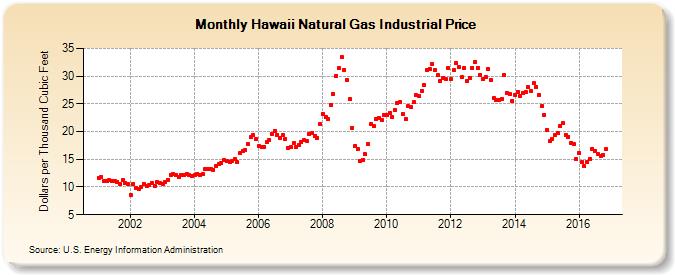 Monthly Hawaii Natural Gas Industrial Price
Dollars per Thousand Cubic Feet
35
30
25
20
15
10
5
2002 2004 2006 2008 2010 2012 2014 2016
Source: U.S. Energy Information Administration